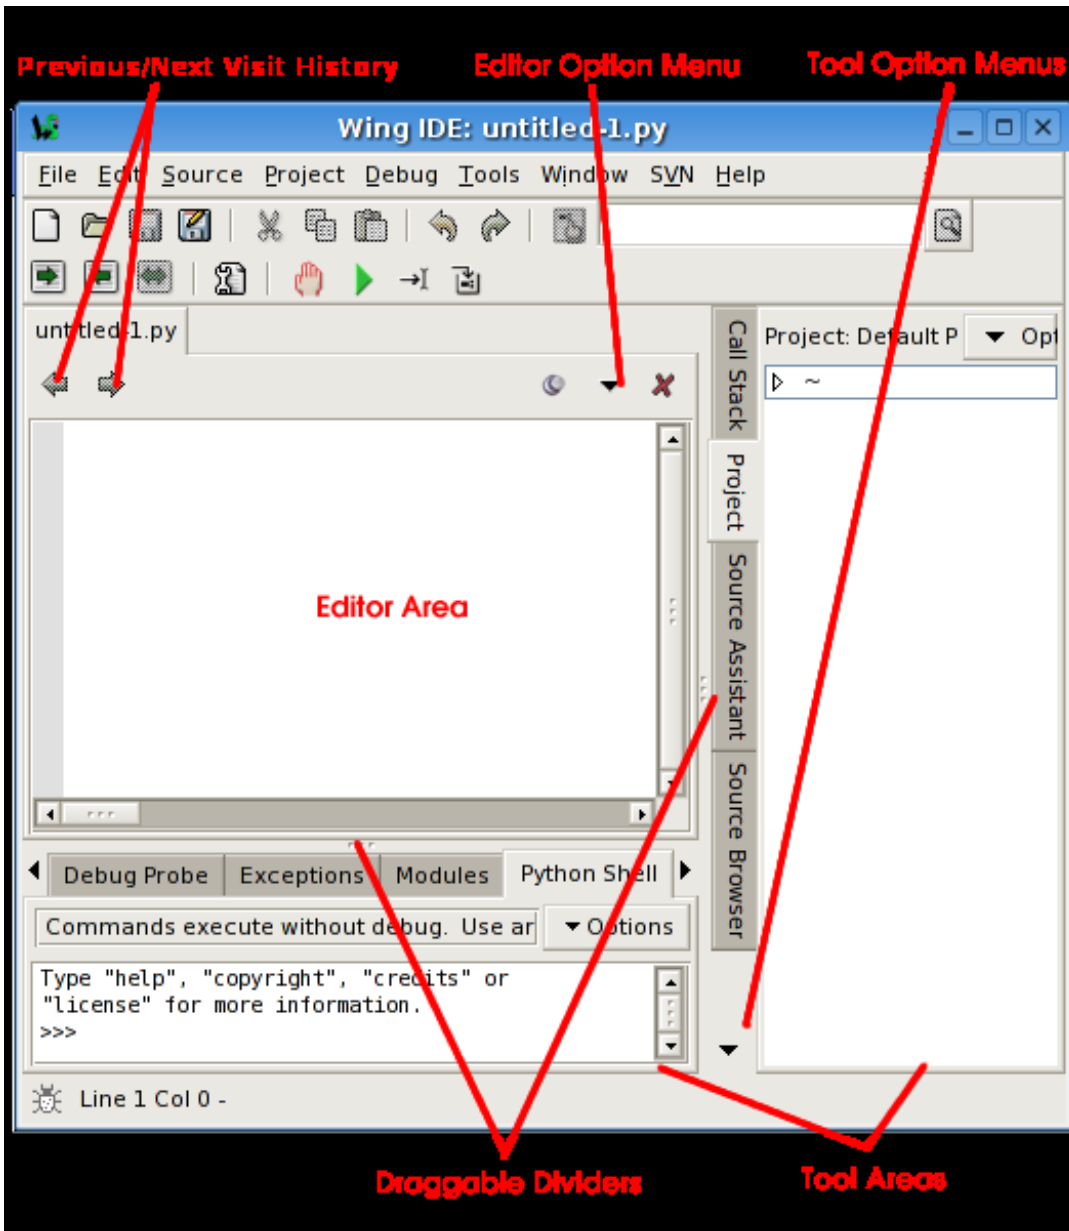 Previous/Next Visit History Editor Option Menu Tool Option Menus
Wing IDE: untitled-1.py
File Edit Source Project Debug Tools Window SVN Help
untitled-1.py
Call Stack
Project
Source Assistant
Source Browser
Project: Default P Opt
~
Editor Area
Debug Probe Exceptions Modules Python Shell
Commands execute without debug. Use ar Options
Type "help", "copyright", "credits" or
"license" for more information.
>>>
Line 1 Col 0 -
Draggable Dividers Tool Areas